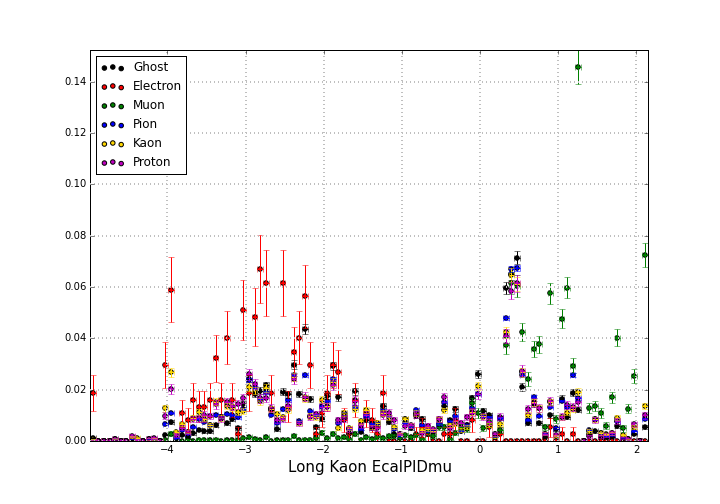 0.14
0.12
0.10
0.08
0.06
0.04
0.02
0.00
Ghost
Electron
Muon
Pion
Kaon
Proton
−4 −3 −2 −1 0 1 2
Long Kaon EcalPIDmu